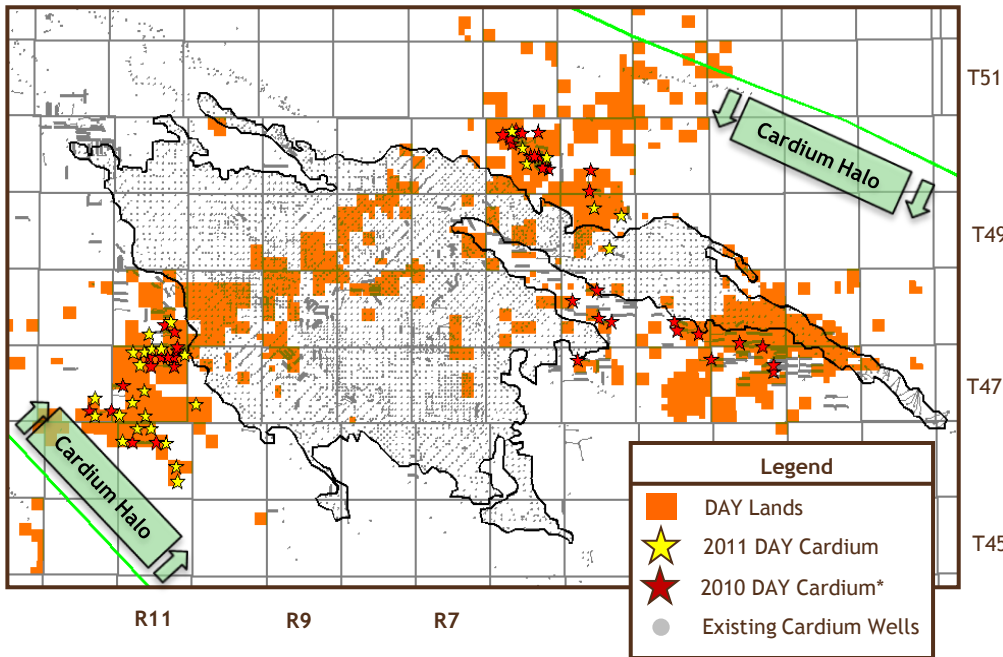 T51
Cardium Halo
T49
T47
Cardium Halo
T45
R11
R9
R7
Legend
DAY Lands
2011 DAY Cardium
2010 DAY Cardium*
Existing Cardium Wells